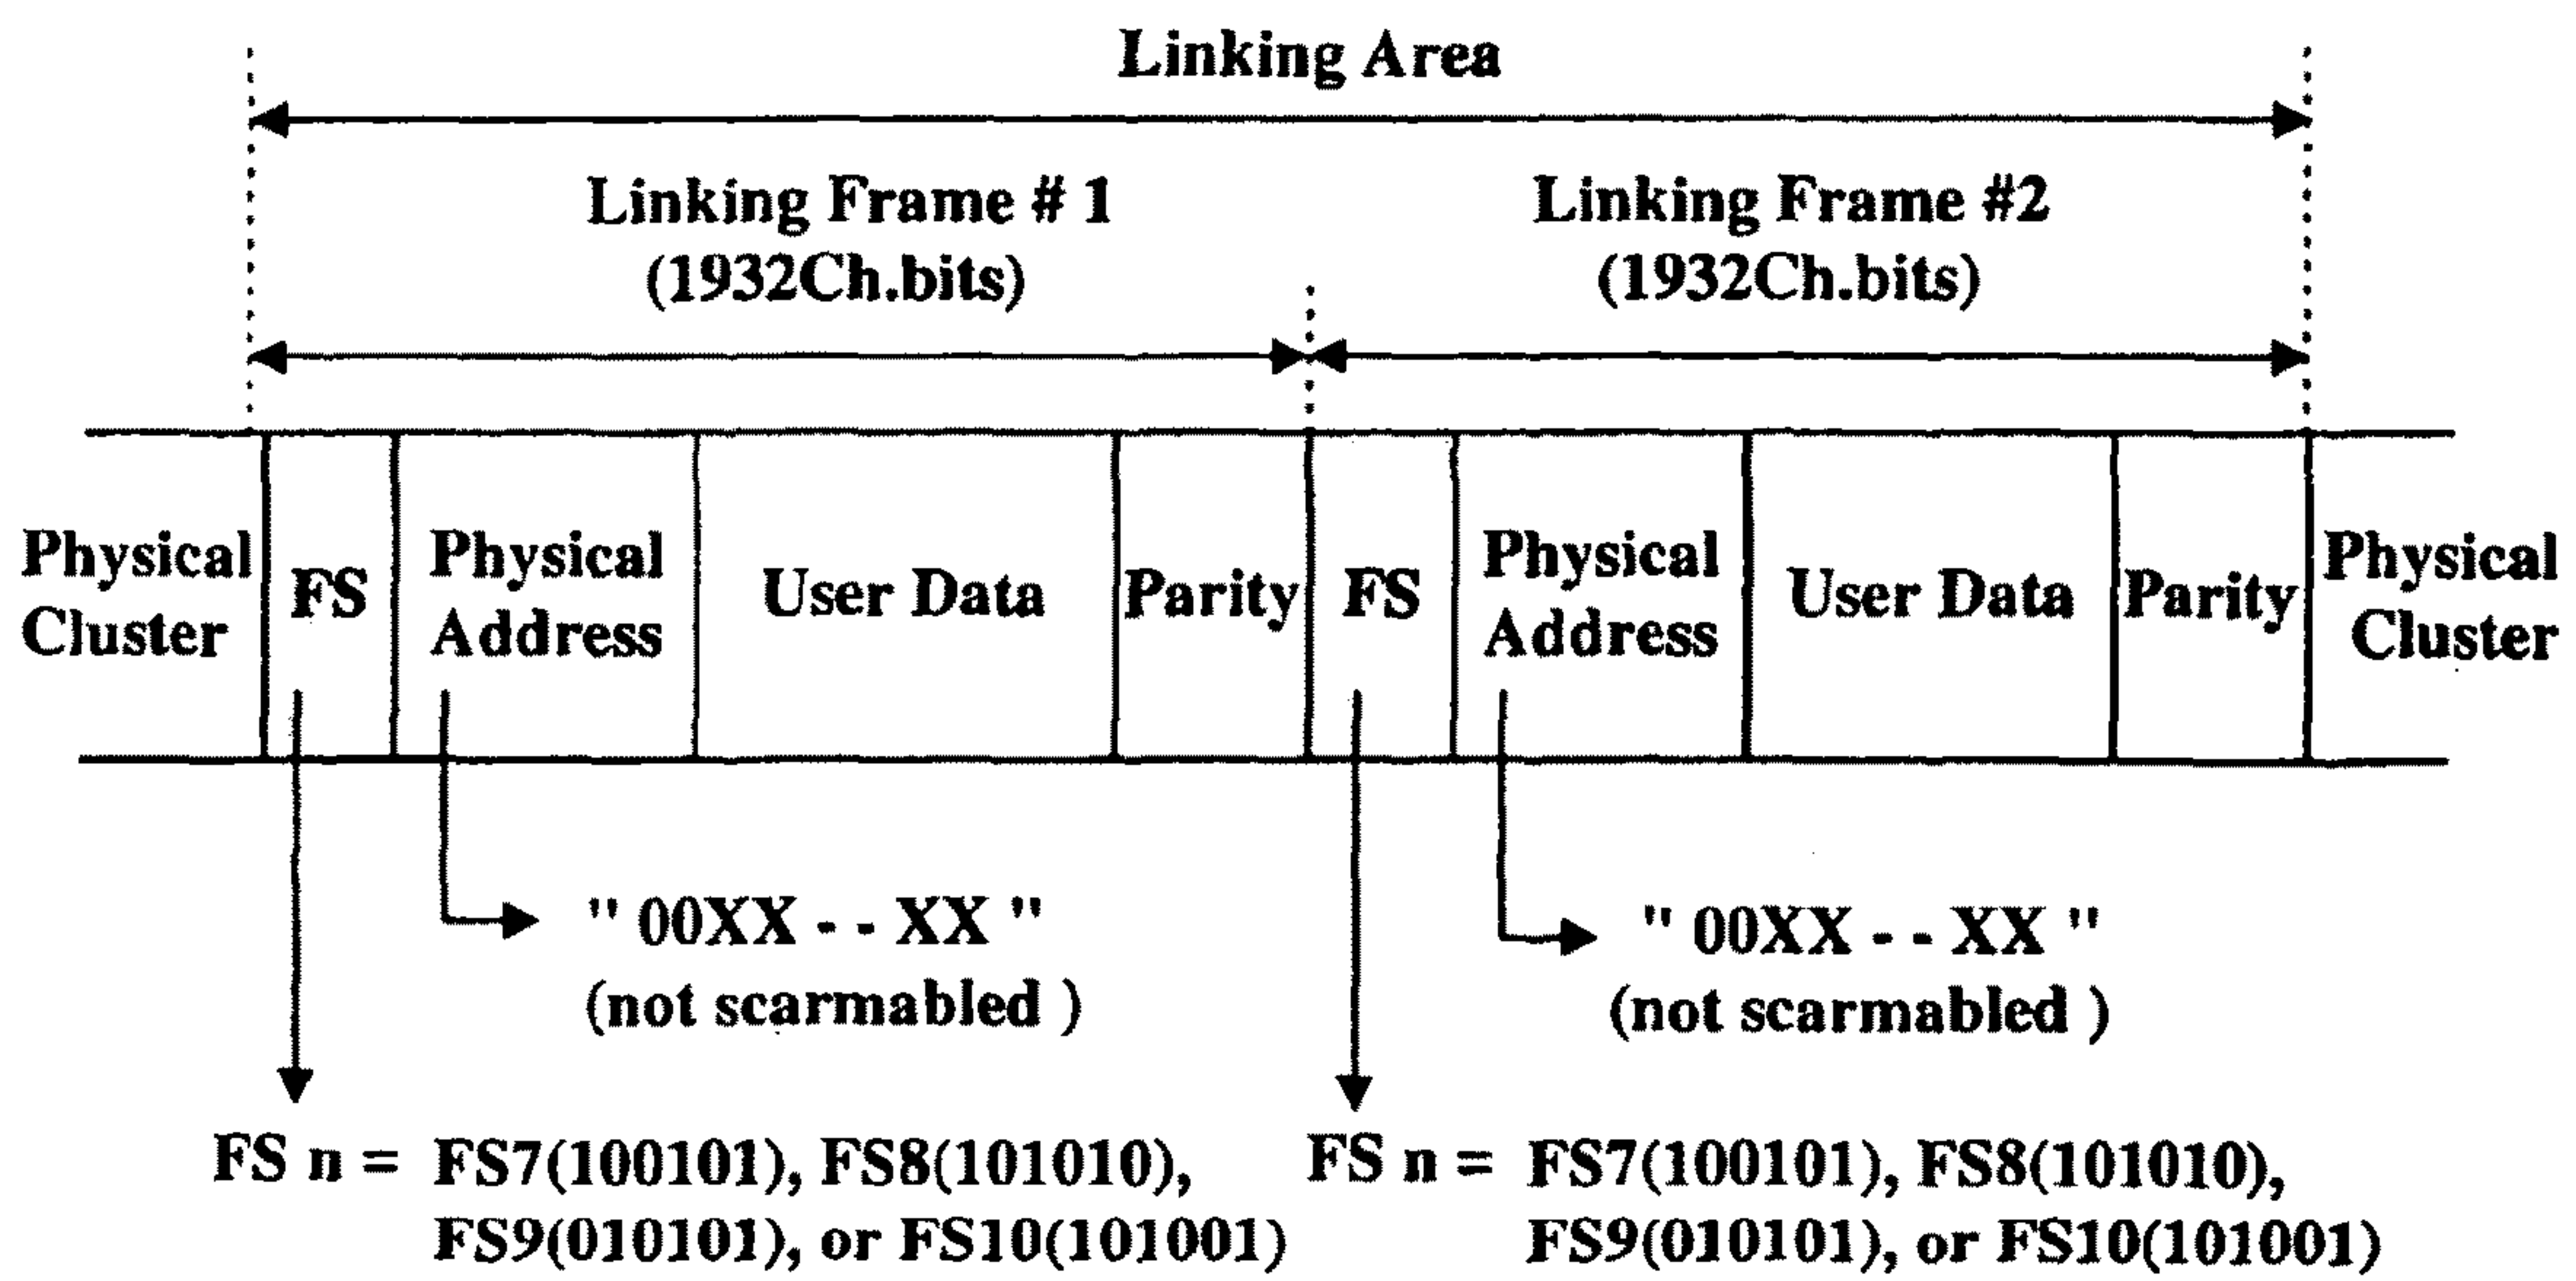 Linking Area
Linking Frame # 1
(1932Ch.bits)
Linking Frame #2
(1932Ch.bits)
Physical
Cluster
FS
Physical
Address
User Data
Parity
FS
Physical
Address
User Data
Parity
Physical
Cluster
" 00XX - - XX "
(not scarmabled )
" 00XX - - XX "
(not scarmabled )
FS n = FS7(100101), FS8(101010),
FS9(010101), or FS10(101001)
FS n = FS7(100101), FS8(101010),
FS9(010101), or FS10(101001)